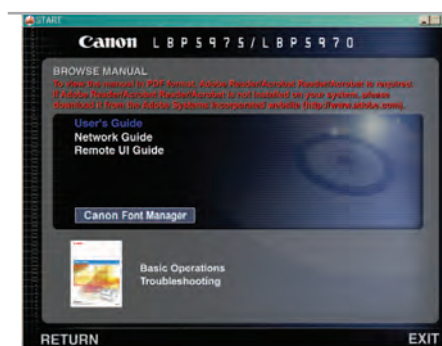 START
Canon LBP5975/LBP5970
BROWSE MANUAL
To view the manual in PDF format, Adobe Reader/Acrobat Reader/Acrobat is required.
If Adobe Reader/Acrobat Reader/Acrobat is not installed on your system, please
download it from the Adobe Systems Incorporated website (http://www.adobe.com).
User's Guide
Network Guide
Remote UI Guide
Canon Font Manager
Basic Operations
Troubleshooting
RETURN
EXIT